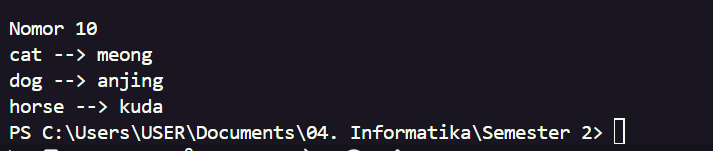 Nomor 10
cat --> meong
dog --> anjing
horse --> kuda
PS C:\Users\USER\Documents\04. Informatika\Semester 2>